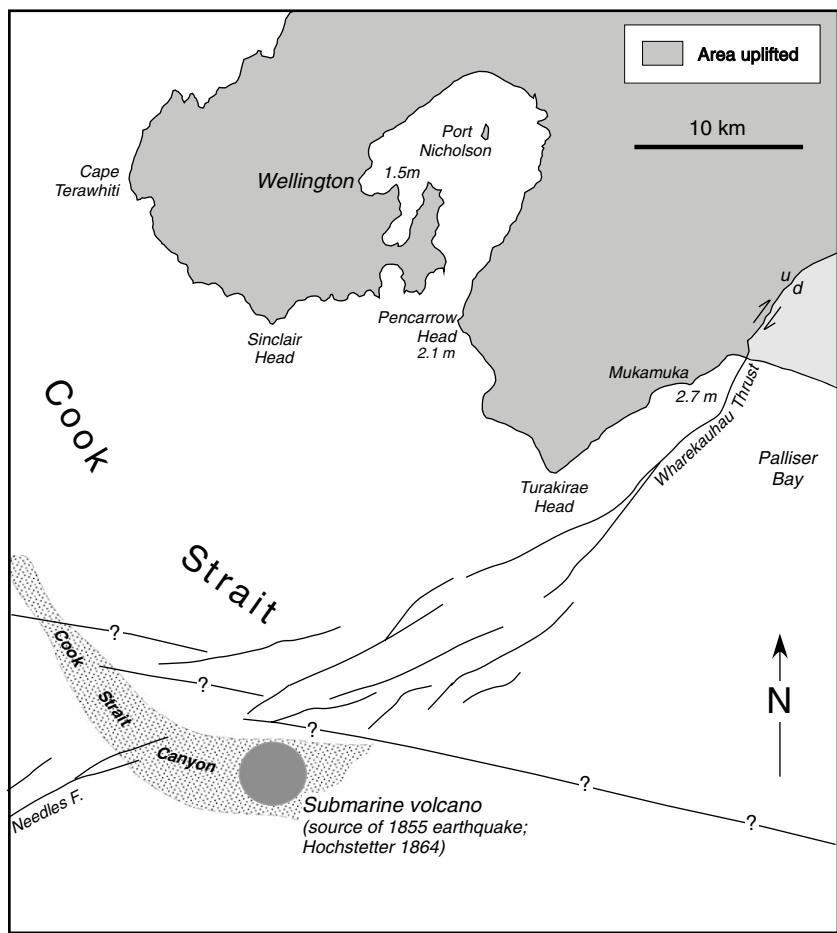 Area uplifted
10 km
Port
Nicholson
Cape
Terawhiti
Wellington
1.5m
u
d
Sinclair
Head
Pencarrow
Head
2.1 m
Mukamuka
2.7 m
Wharekauhau Thrust
Palliser
Bay
Turakirae
Head
Cook
Strait
?
Cook
Strait
Canyon
?
?
?
?
N
Needles F.
Submarine volcano
(source of 1855 earthquake;
Hochstetter 1864)